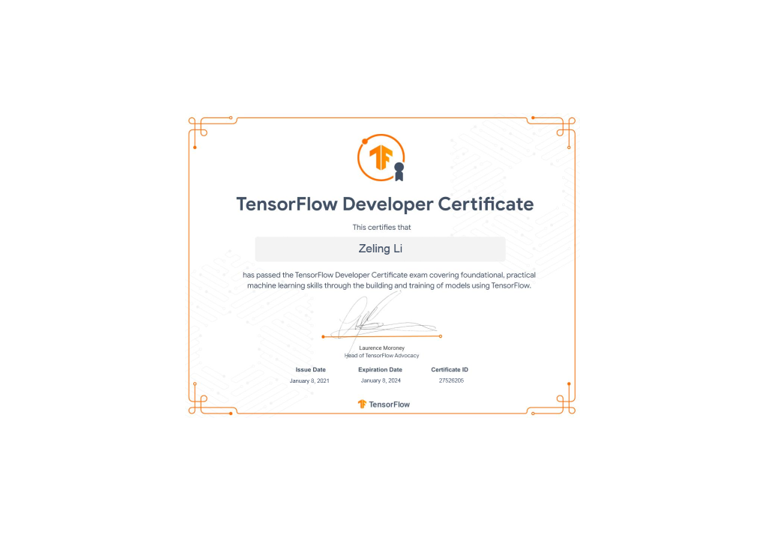 TensorFlow Developer Certificate
This certifies that
Zeling Li
has passed the TensorFlow Developer Certificate exam covering foundational, practical
machine learning skills through the building and training of models using TensorFlow.
Laurence Moroney
Head of TensorFlow Advocacy
Issue Date Expiration Date Certificate ID
January 8, 2021 January 8, 2024 27526205
TensorFlow